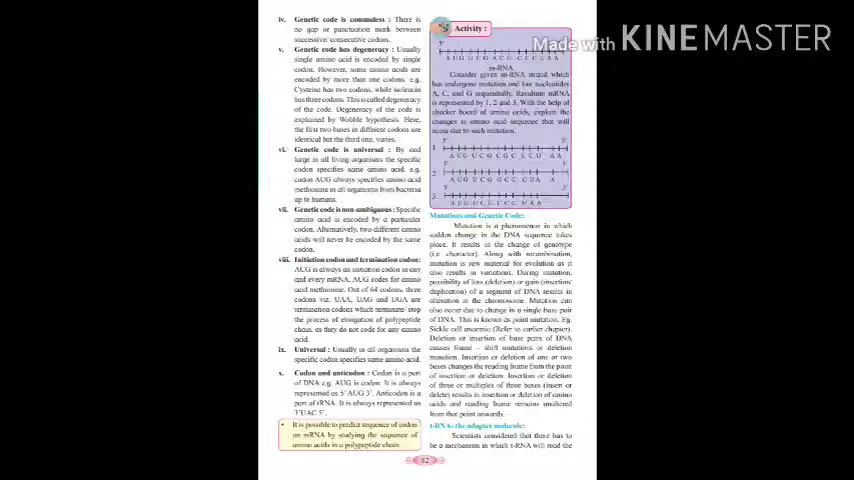 iv. Genetic code is commaless : There is
no gap or punctuation mark between
successive/ consecutive codons.
v. Genetic code has degeneracy : Usually
single amino acid is encoded by single
codon. However, some amino acids are
encoded by more than one codons. e.g.
Cysteine has two codons, while isoleucin
has three codons. This is called degeneracy
of the code. Degeneracy of the code is
explained by Wobble hypothesis. Here,
the first two bases in different codons are
identical but the third one, varies.
vi. Genetic code is universal : By and
large in all living organisms the specific
codon specifies same amino acid. e.g.
codon AUG always specifies amino acid
methionine in all organisms from bacteria
up to humans.
vii. Genetic code is non-ambiguous : Specific
amino acid is encoded by a particular
codon. Alternatively, two different amino
acids will never be encoded by the same
codon.
viii. Initiation codon and termination codon:
AUG is always an initiation codon in any
and every mRNA. AUG codes for amino
acid methionine. Out of 64 codons, three
codons viz. UAA, UAG and UGA are
termination codons which terminate/ stop
the process of elongation of polypeptide
chain, as they do not code for any amino
acid.
ix. Universal : Usually in all organisms the
specific codon specifies same amino acid.
x. Codon and anticodon : Codon is a part
of DNA e.g. AUG is codon. It is always
represented as 5' AUG 3'. Anticodon is a
part of tRNA. It is always represented as
3'UAC 5'.
• It is possible to predict sequence of codon
on mRNA by studying the sequence of
amino acids in a polypeptide chain.
Activity :
Made with KINEMASTER
5'
m-RNA
Consider given m-RNA strand which
has undergone mutation and lost nucleotides
A, C, and G sequentially. Resultant mRNA
is represented by 1, 2 and 3. With the help of
checker board of amino acids, explain the
changes in amino acid sequence that will
occur due to such mutation.
5' 3'
1.
A U G U C G C G C A C U A A
5' 3'
2.
A U G U C G G C C U A A
5' 3'
3.
Mutations and Genetic Code:
Mutation is a phenomenon in which
sudden change in the DNA sequence takes
place. It results in the change of genotype
(i.e character). Along with recombination,
mutation is raw material for evolution as it
also results in variations. During mutation,
possibility of loss (deletion) or gain (insertion/
duplication) of a segment of DNA results in
alteration in the chromosome. Mutation can
also occur due to change in a single base pair
of DNA. This is known as point mutation. Eg.
Sickle cell anaemia (Refer to earlier chapter).
Deletion or insertion of base pairs of DNA
causes frame - shift mutations or deletion
mutation. Insertion or deletion of one or two
bases changes the reading frame from the point
of insertion or deletion. Insertion or deletion
of three or multiples of three bases (insert or
delete) results in insertion or deletion of amino
acids and reading frame remains unaltered
from that point onwards.
t-RNA- the adapter molecule:
Scientists considered that there has to
be a mechanism in which t-RNA will read the
82